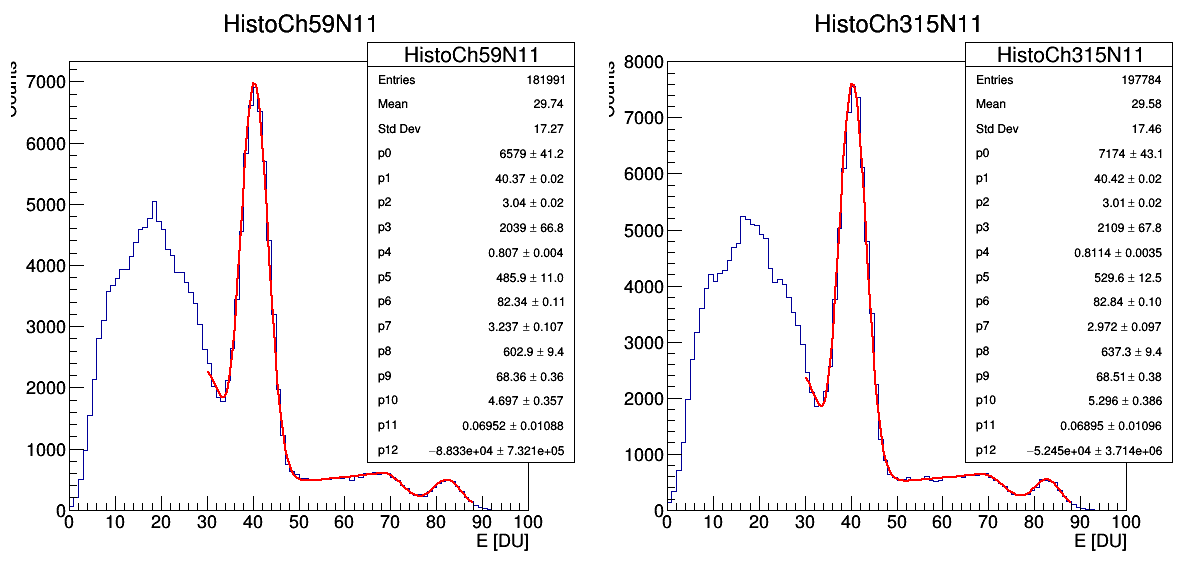 HistoCh59N11
HistoCh59N11
Entries 181991
Mean 29.74
Std Dev 17.27
p0 6579 ± 41.2
p1 40.37 ± 0.02
p2 3.04 ± 0.02
p3 2039 ± 66.8
p4 0.807 ± 0.004
p5 485.9 ± 11.0
p6 82.34 ± 0.11
p7 3.237 ± 0.107
p8 602.9 ± 9.4
p9 68.36 ± 0.36
p10 4.697 ± 0.357
p11 0.06952 ± 0.01088
p12 −8.833e+04 ± 7.321e+05
7000
6000
5000
4000
3000
2000
1000
0
0 10 20 30 40 50 60 70 80 90 100
E [DU]
HistoCh315N11
HistoCh315N11
Entries 197784
Mean 29.58
Std Dev 17.46
p0 7174 ± 43.1
p1 40.42 ± 0.02
p2 3.01 ± 0.02
p3 2109 ± 67.8
p4 0.8114 ± 0.0035
p5 529.6 ± 12.5
p6 82.84 ± 0.10
p7 2.972 ± 0.097
p8 637.3 ± 9.4
p9 68.51 ± 0.38
p10 5.296 ± 0.386
p11 0.06895 ± 0.01096
p12 −5.245e+04 ± 3.714e+06
8000
7000
6000
5000
4000
3000
2000
1000
0
0 10 20 30 40 50 60 70 80 90 100
E [DU]